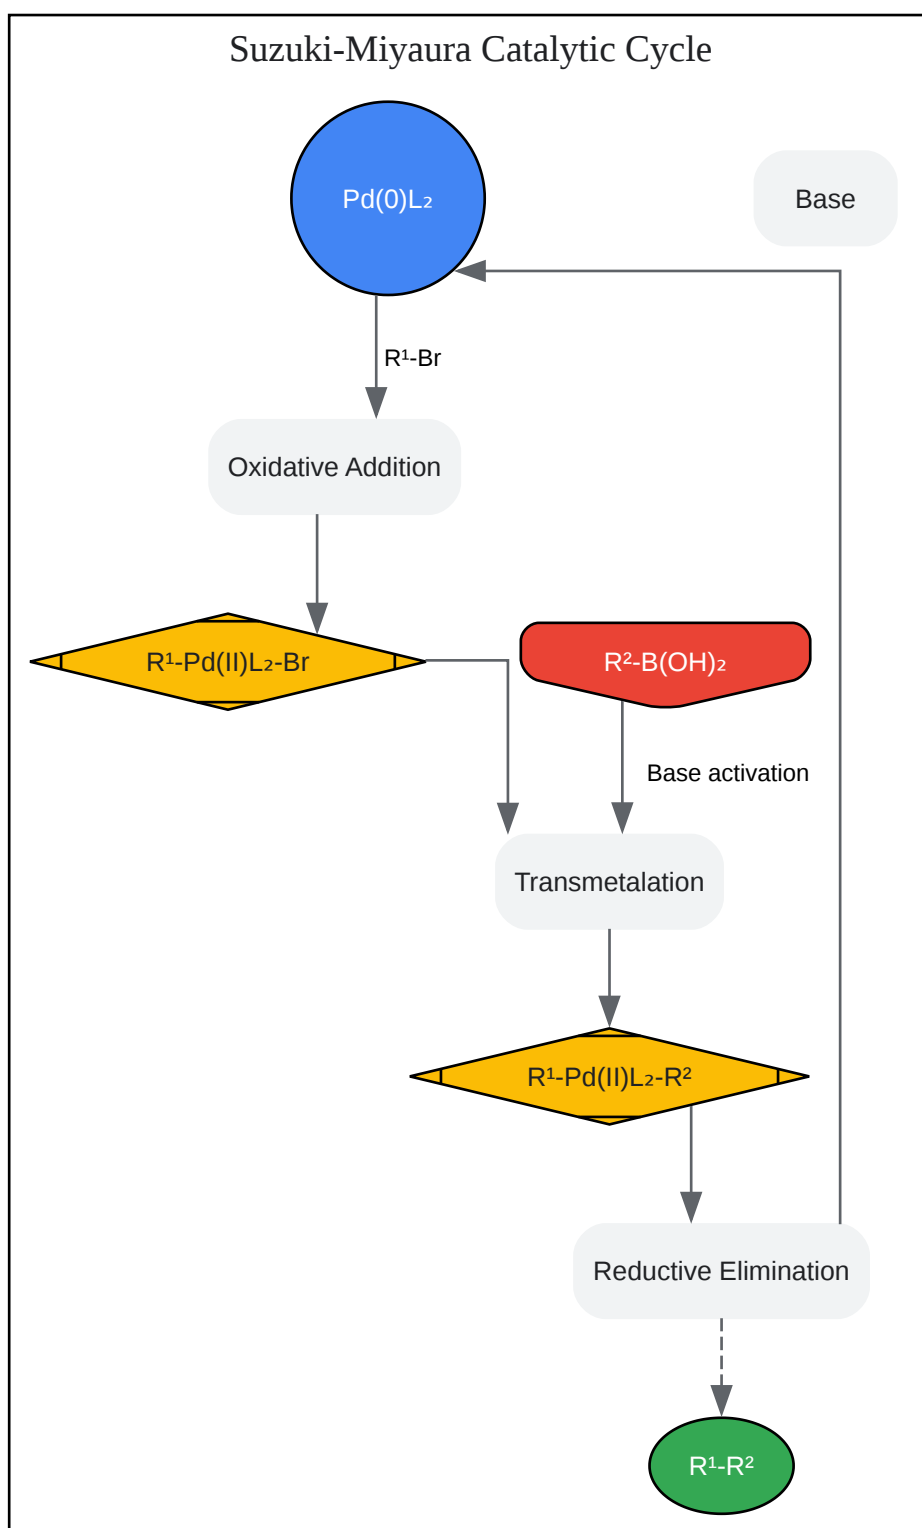 Suzuki-Miyaura Catalytic Cycle
Pd(0)L₂
Base
R¹-Br
Oxidative Addition
R¹-Pd(II)L₂-Br
R²-B(OH)₂
Base activation
Transmetalation
R¹-Pd(II)L₂-R²
Reductive Elimination
R¹-R²